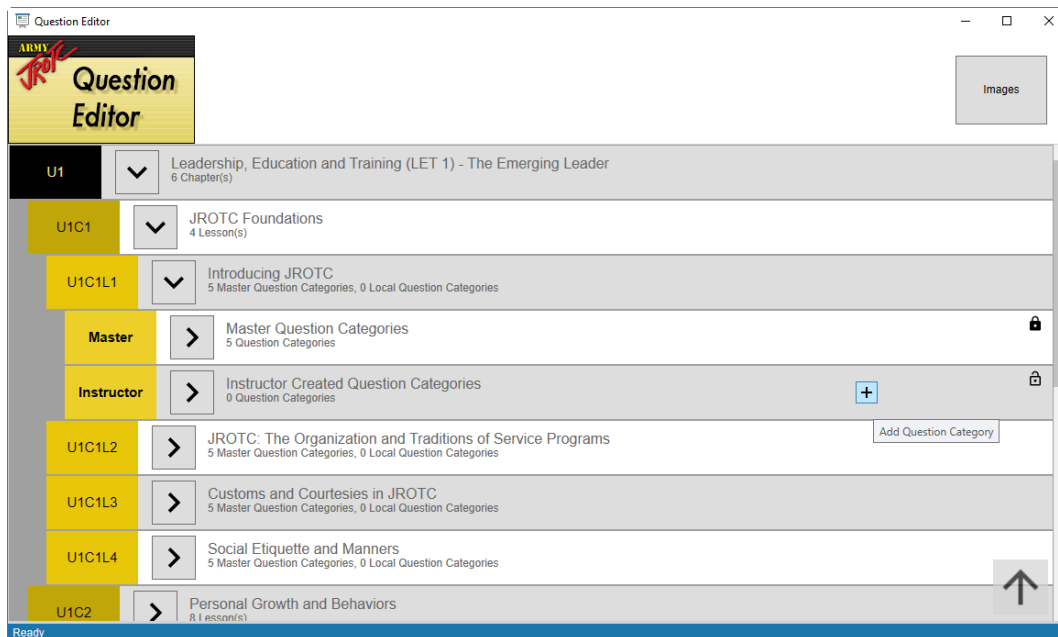 Question Editor
ARMY
JROTC
Question
Editor
Images
U1
Leadership, Education and Training (LET 1) - The Emerging Leader
6 Chapter(s)
U1C1
JROTC Foundations
4 Lesson(s)
U1C1L1
Introducing JROTC
5 Master Question Categories, 0 Local Question Categories
Master
Master Question Categories
5 Question Categories
Instructor
Instructor Created Question Categories
0 Question Categories
Add Question Category
U1C1L2
JROTC: The Organization and Traditions of Service Programs
5 Master Question Categories, 0 Local Question Categories
U1C1L3
Customs and Courtesies in JROTC
5 Master Question Categories, 0 Local Question Categories
U1C1L4
Social Etiquette and Manners
5 Master Question Categories, 0 Local Question Categories
U1C2
Personal Growth and Behaviors
8 Lesson(s)
Ready